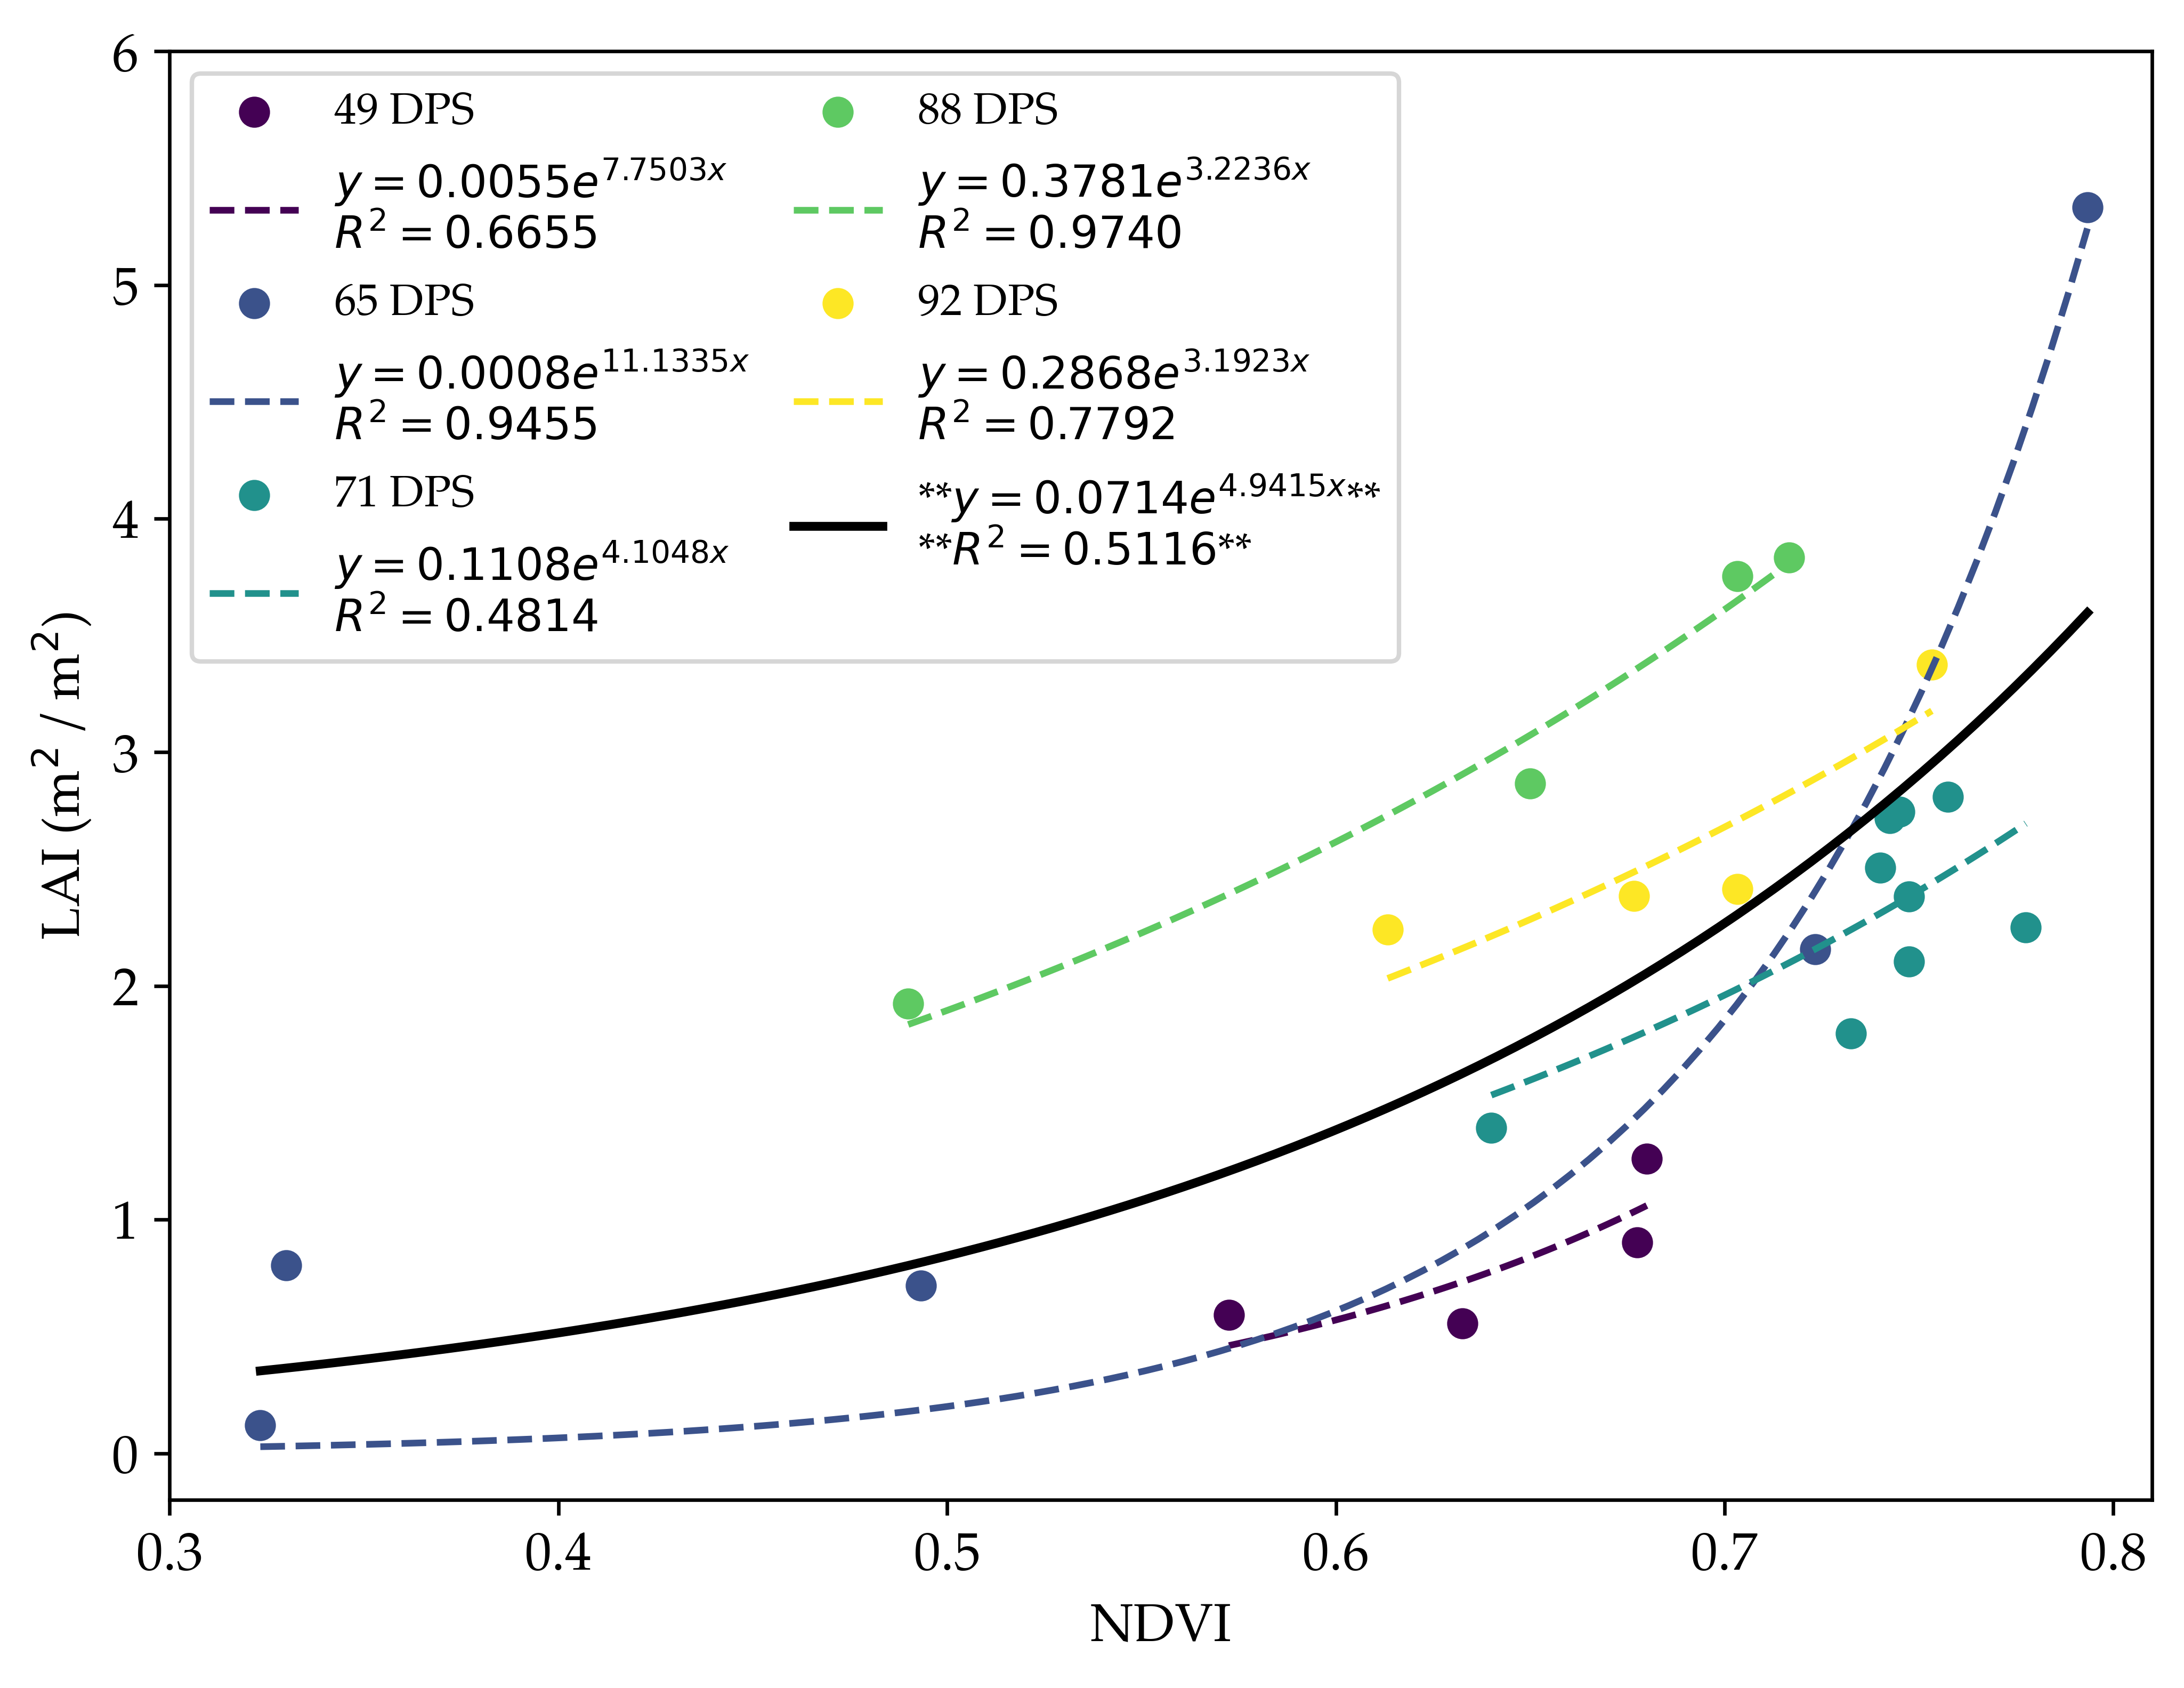 6
5
4
3
2
1
0
LAI (m² / m²)
49 DPS
y = 0.0055e^{7.7503x}
R² = 0.6655
65 DPS
y = 0.0008e^{11.1335x}
R² = 0.9455
71 DPS
y = 0.1108e^{4.1048x}
R² = 0.4814
88 DPS
y = 0.3781e^{3.2236x}
R² = 0.9740
92 DPS
y = 0.2868e^{3.1923x}
R² = 0.7792
**y = 0.0714e^{4.9415x}**
**R² = 0.5116**
0.3 0.4 0.5 0.6 0.7 0.8
NDVI